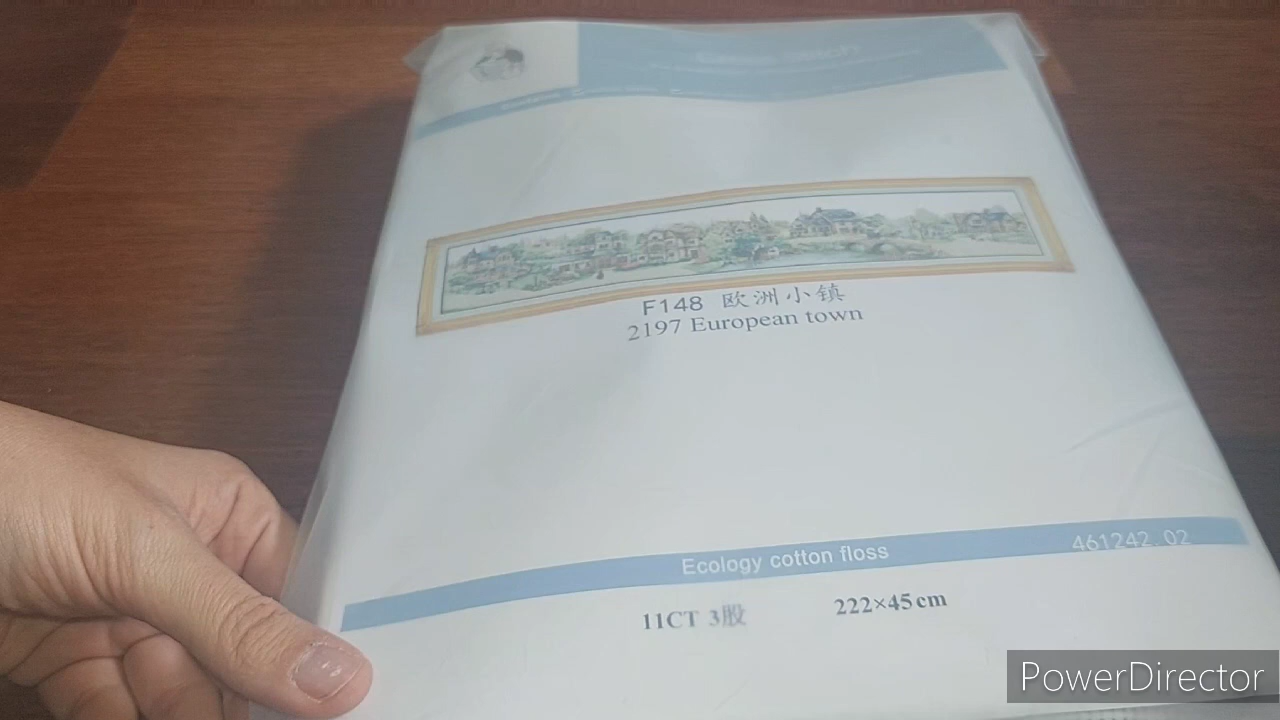 F148 欧洲小镇
2197 European town
Ecology cotton floss
461242.02
11CT 3股
222×45cm
PowerDirector